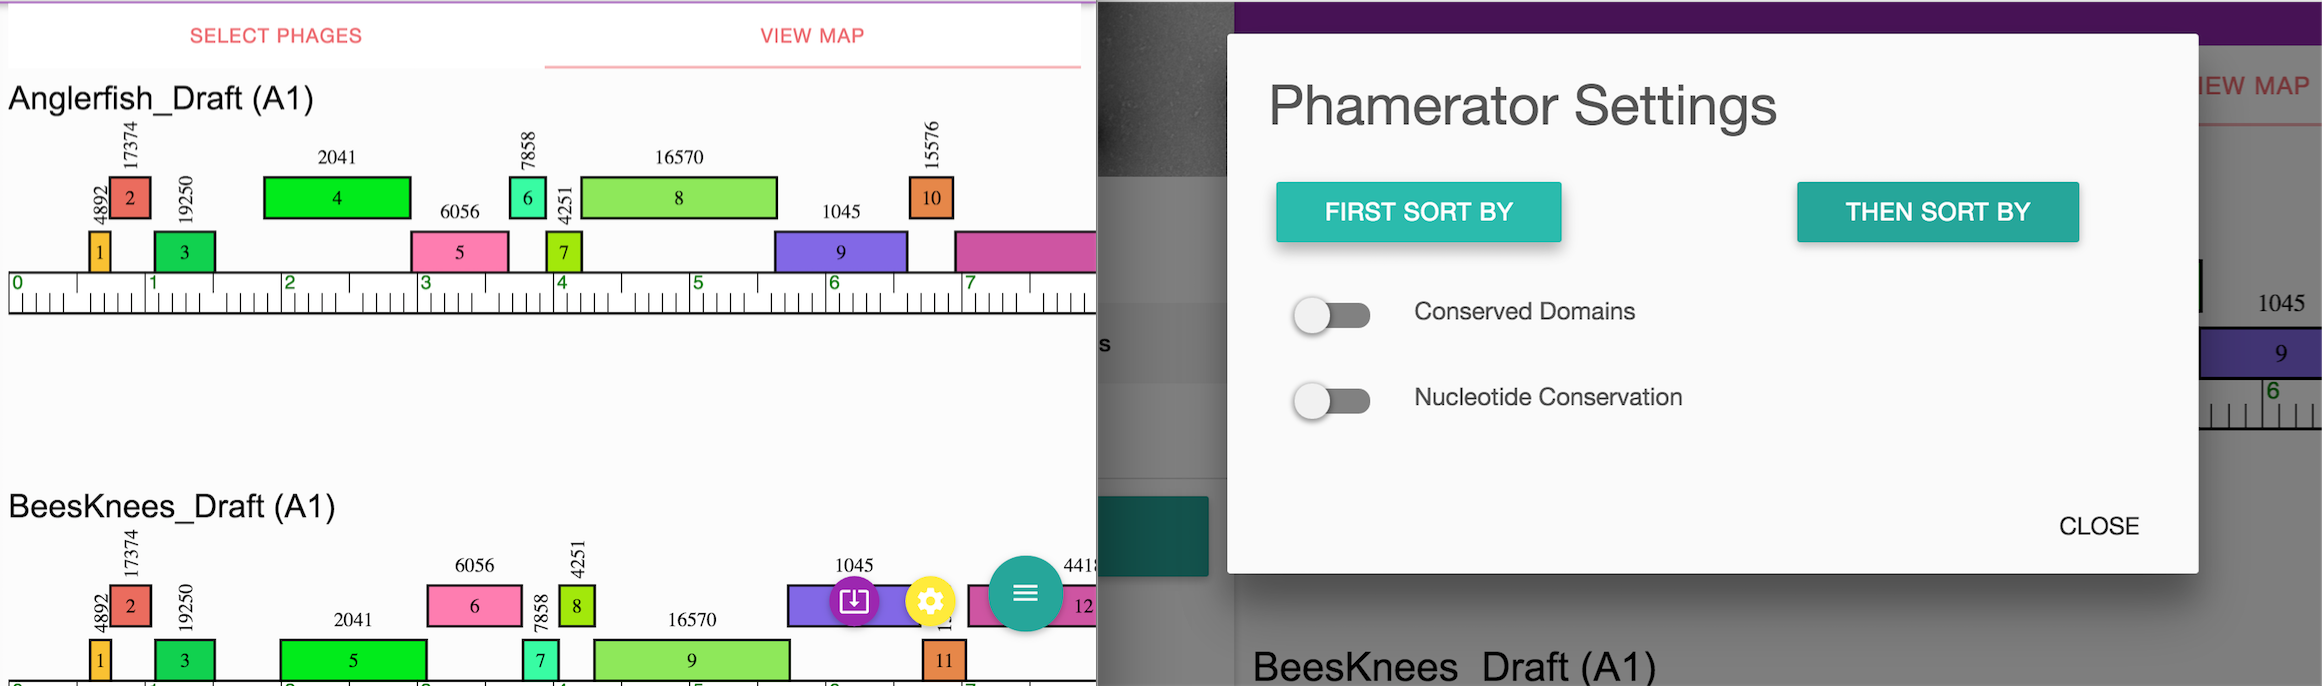 SELECT PHAGES VIEW MAP
Anglerfish_Draft (A1)
4892 17374 19250 2041 6056 7858 4251 16570 1045 15576
1 2 3 4 5 6 7 8 9 10
0 1 2 3 4 5 6 7
BeesKnees_Draft (A1)
4892 17374 19250 2041 6056 7858 4251 16570 1045
1 2 3 5 6 7 8 9 11 12
Phamerator Settings
FIRST SORT BY THEN SORT BY
Conserved Domains
Nucleotide Conservation
CLOSE
MAP
1045
9
6
BeesKnees Draft (A1)